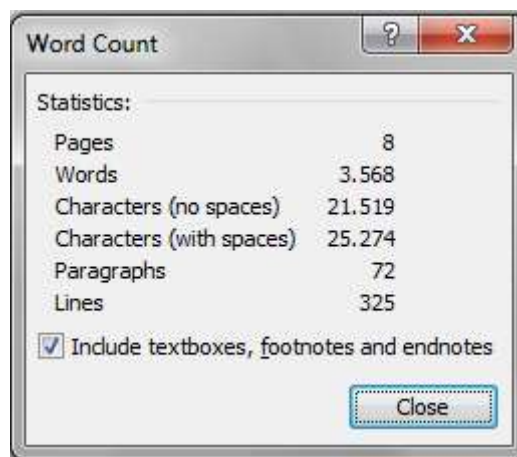 Word Count
Statistics:
Pages 8
Words 3.568
Characters (no spaces) 21.519
Characters (with spaces) 25.274
Paragraphs 72
Lines 325
Include textboxes, footnotes and endnotes
Close